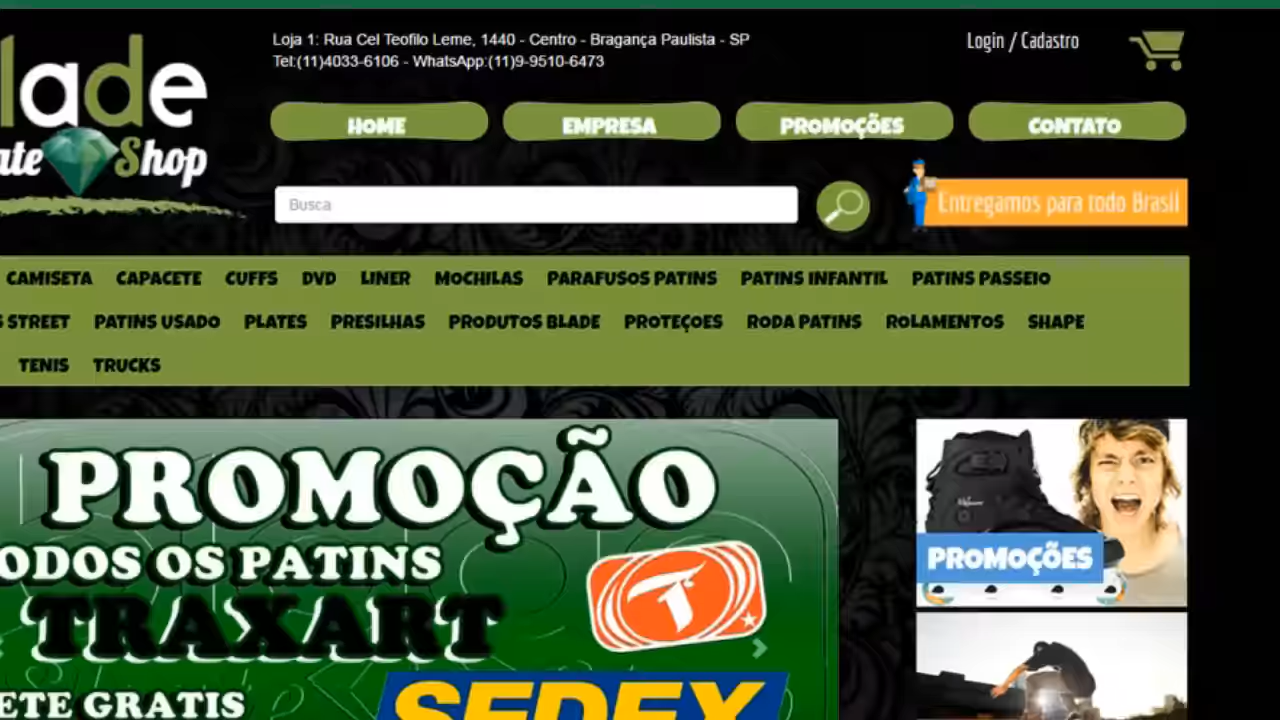 Loja 1: Rua Cel Teofilo Leme, 1440 - Centro - Bragança Paulista - SP
Tel:(11)4033-6106 - WhatsApp:(11)9-9510-6473
Login / Cadastro
lade
ate Shop
HOME EMPRESA PROMOÇÕES CONTATO
Busca
Entregamos para todo Brasil
CAMISETA CAPACETE CUFFS DVD LINER MOCHILAS PARAFUSOS PATINS PATINS INFANTIL PATINS PASSEIO
S STREET PATINS USADO PLATES PRESILHAS PRODUTOS BLADE PROTEÇOES RODA PATINS ROLAMENTOS SHAPE
TENIS TRUCKS
PROMOÇÃO
ODOS OS PATINS
TRAXART
T
ETE GRATIS
SEDEX
PROMOÇÕES